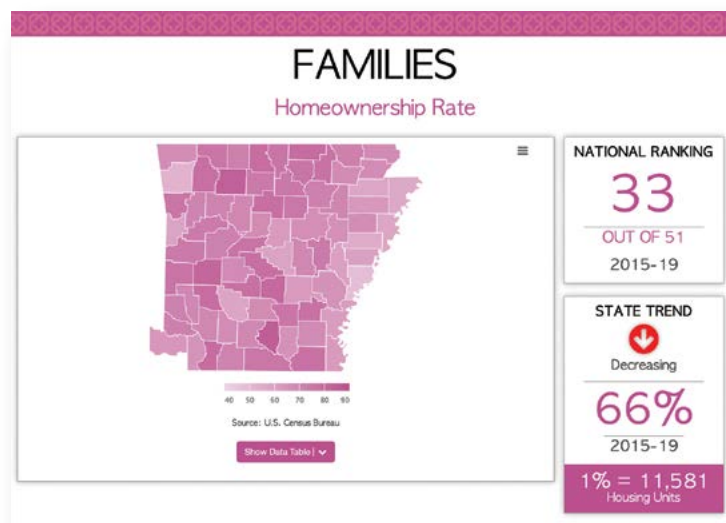 FAMILIES
Homeownership Rate
40 50 60 70 80 90
Source: U.S. Census Bureau
Show Data Table |
NATIONAL RANKING
33
OUT OF 51
2015-19
STATE TREND
Decreasing
66%
2015-19
1% = 11,581
Housing Units